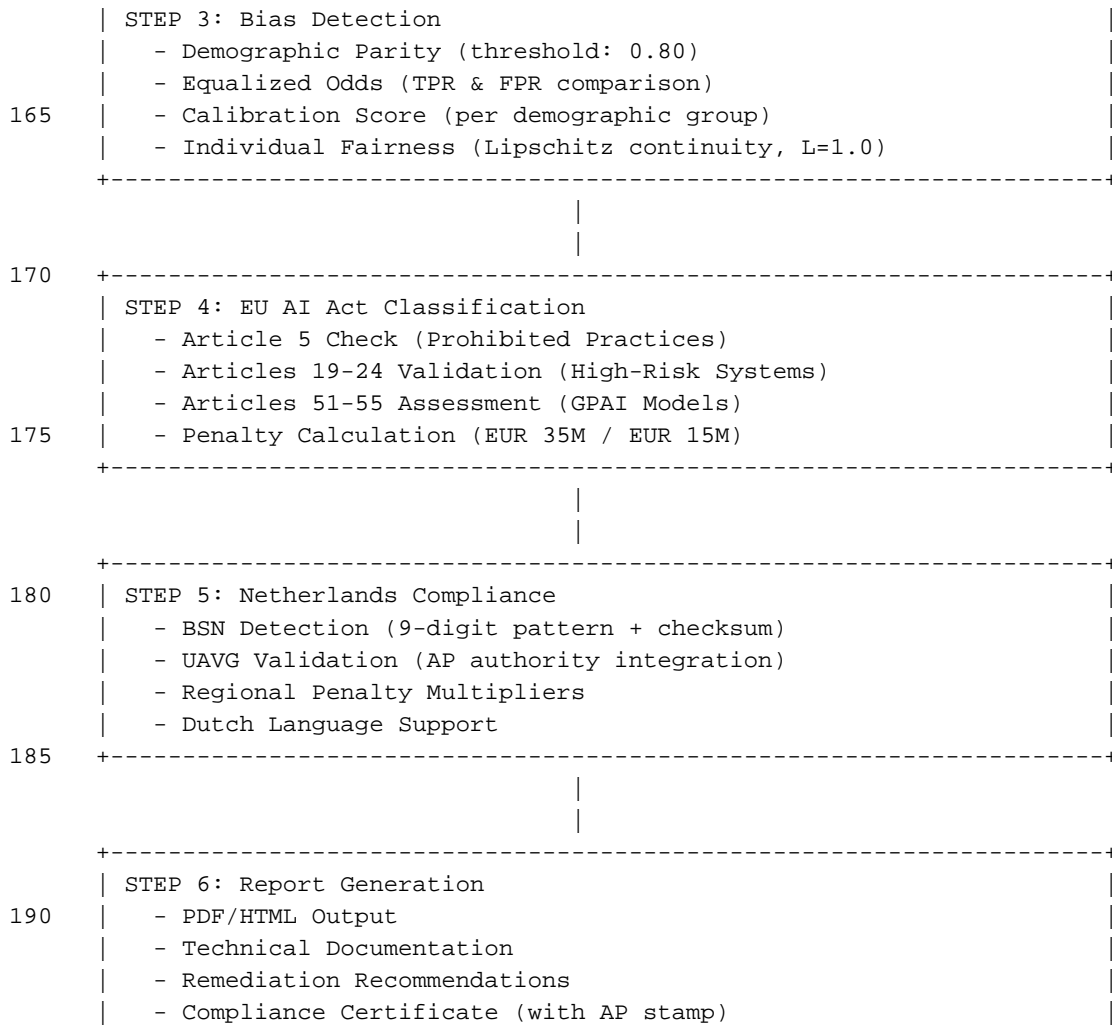 | STEP 3: Bias Detection |
| - Demographic Parity (threshold: 0.80) |
| - Equalized Odds (TPR & FPR comparison) |
165 | - Calibration Score (per demographic group) |
| - Individual Fairness (Lipschitz continuity, L=1.0) |
+---------------------------------------------------------------------+
|
|
170 +---------------------------------------------------------------------+
| STEP 4: EU AI Act Classification |
| - Article 5 Check (Prohibited Practices) |
| - Articles 19-24 Validation (High-Risk Systems) |
| - Articles 51-55 Assessment (GPAI Models) |
175 | - Penalty Calculation (EUR 35M / EUR 15M) |
+---------------------------------------------------------------------+
|
|
+---------------------------------------------------------------------+
180 | STEP 5: Netherlands Compliance |
| - BSN Detection (9-digit pattern + checksum) |
| - UAVG Validation (AP authority integration) |
| - Regional Penalty Multipliers |
| - Dutch Language Support |
185 +---------------------------------------------------------------------+
|
|
+---------------------------------------------------------------------+
| STEP 6: Report Generation |
190 | - PDF/HTML Output |
| - Technical Documentation |
| - Remediation Recommendations |
| - Compliance Certificate (with AP stamp) |